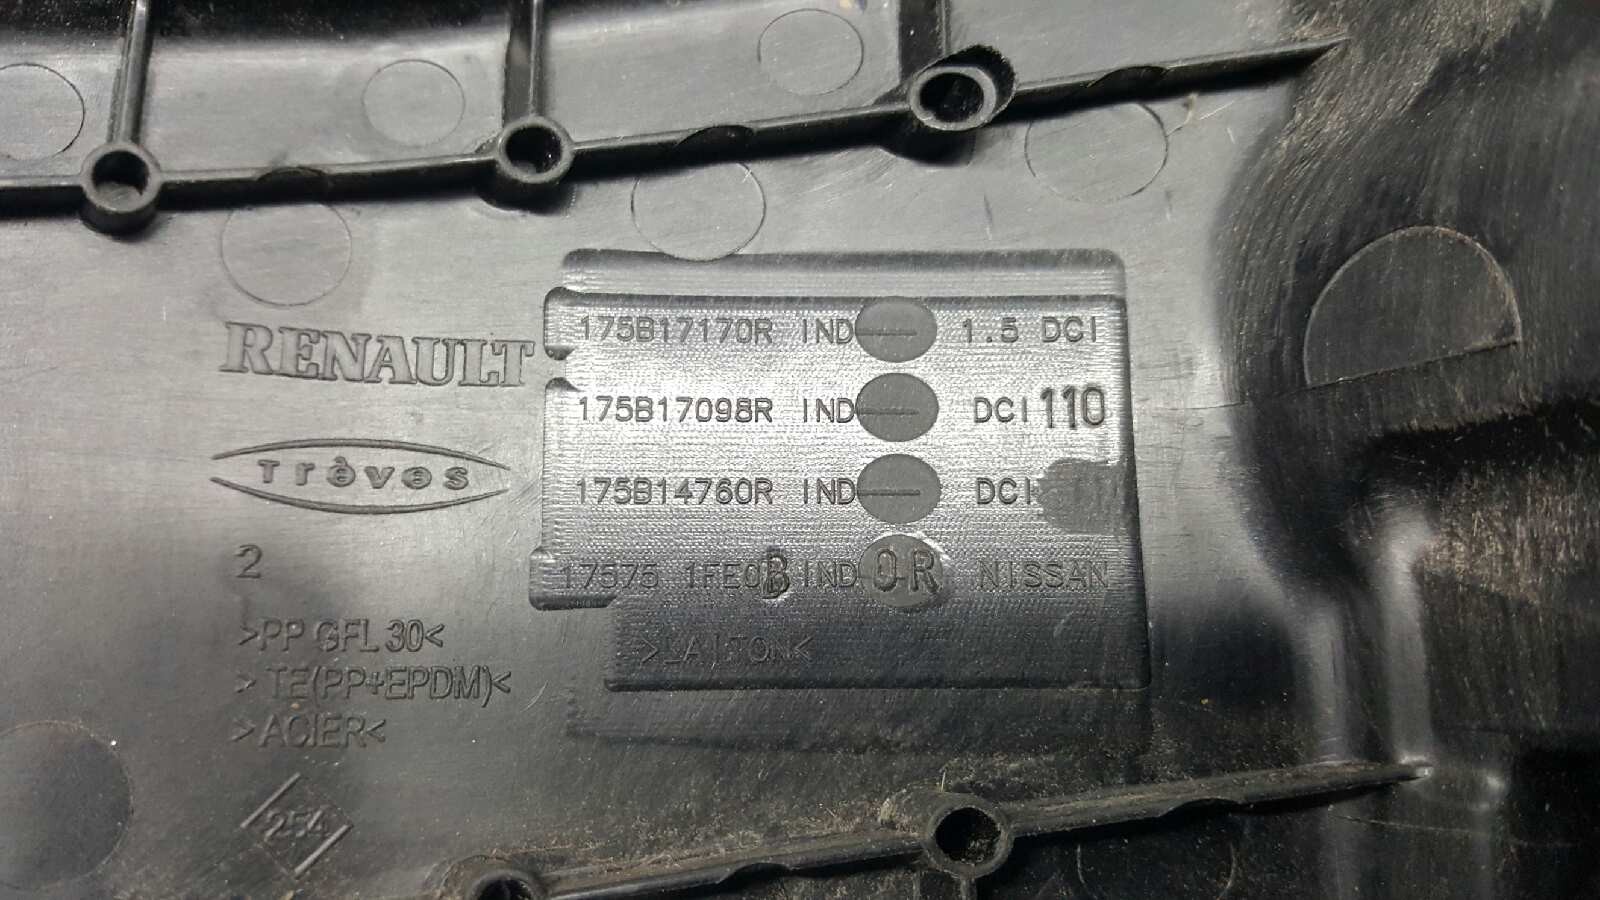 RENAULT
Trèves
2
>PP GFL 30<
>TE(PP+EPDM)<
>ACIER<
254
175B17170R IND — 1.5 DCI
175B17098R IND — DCI 110
175B14760R IND — DCI
17575 1FE0B IND 0-R NISSAN
>LAITON<